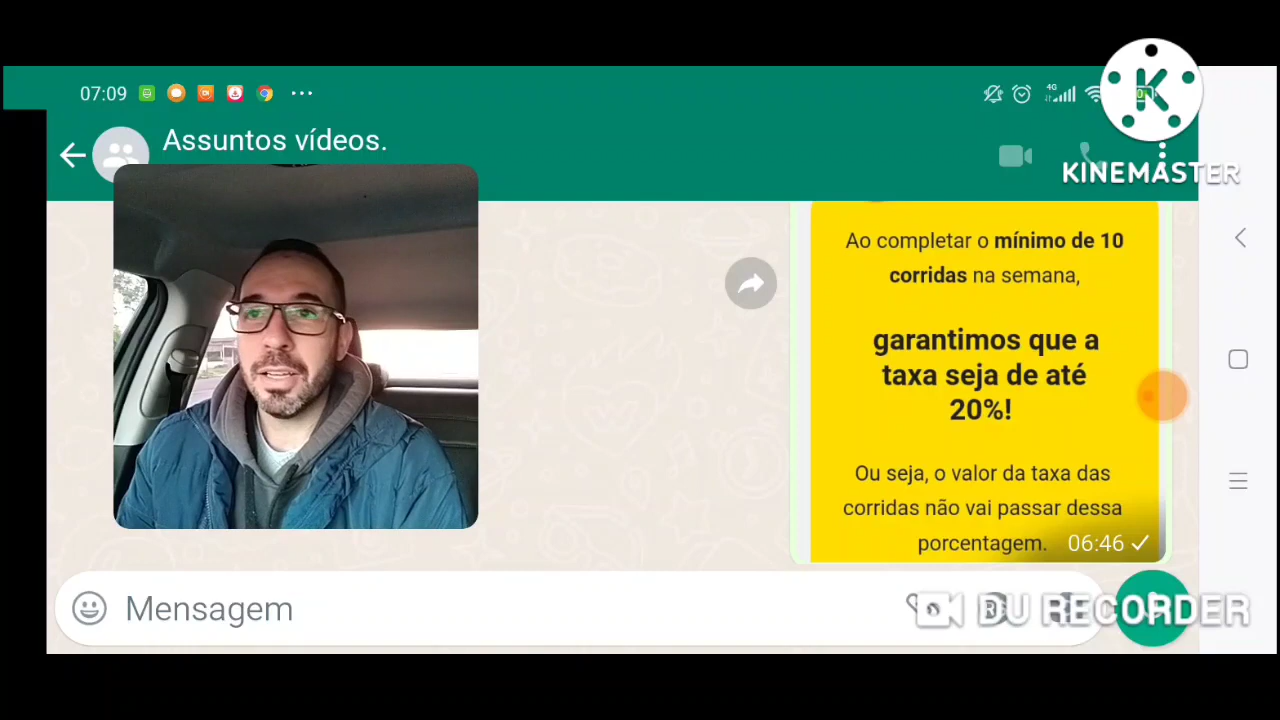 07:09
4G
KINEMASTER
Assuntos vídeos.
Ao completar o mínimo de 10
corridas na semana,
garantimos que a
taxa seja de até
20%!
Ou seja, o valor da taxa das
corridas não vai passar dessa
porcentagem. 06:46
Mensagem
DU RECORDER